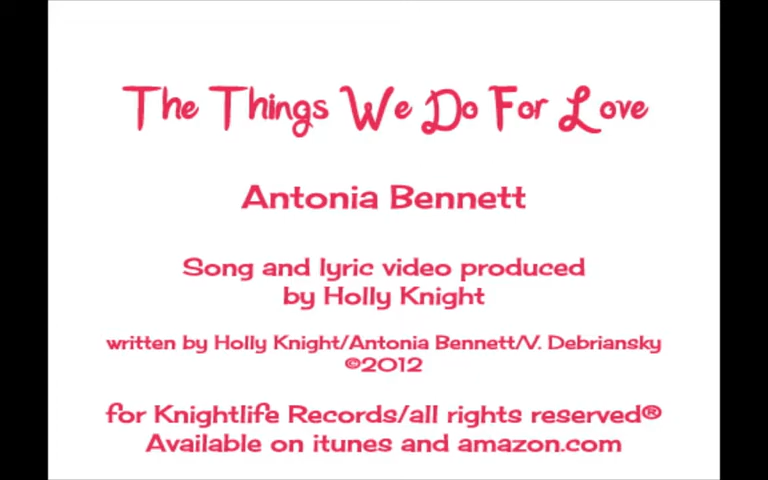 The Things We Do For Love
Antonia Bennett
Song and lyric video produced
by Holly Knight
written by Holly Knight/Antonia Bennett/V. Debriansky
©2012
for Knightlife Records/all rights reserved®
Available on itunes and amazon.com